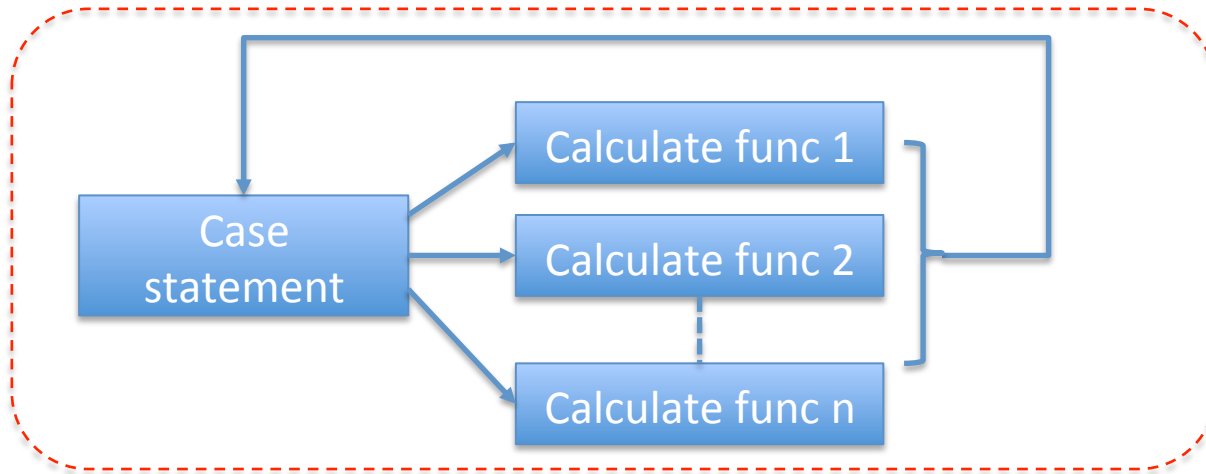 Calculate func 1
Case
statement
Calculate func 2
Calculate func n